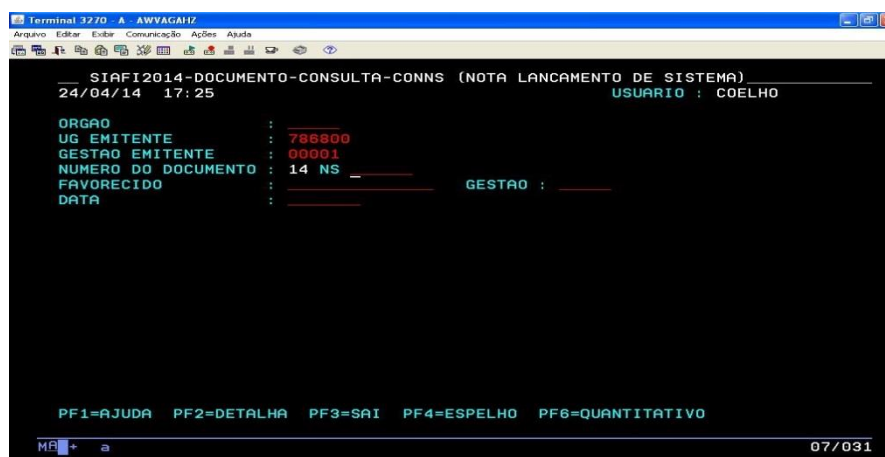 Terminal 3270 - A - AWVAGAHZ
Arquivo Editar Exibir Comunicação Ações Ajuda
__ SIAFI2014-DOCUMENTO-CONSULTA-CONNS (NOTA LANCAMENTO DE SISTEMA)
24/04/14 17:25 USUARIO : COELHO
ORGAO :
UG EMITENTE : 786800
GESTAO EMITENTE : 00001
NUMERO DO DOCUMENTO : 14 NS
FAVORECIDO : GESTAO :
DATA :
PF1=AJUDA PF2=DETALHA PF3=SAI PF4=ESPELHO PF6=QUANTITATIVO
MA + a 07/031